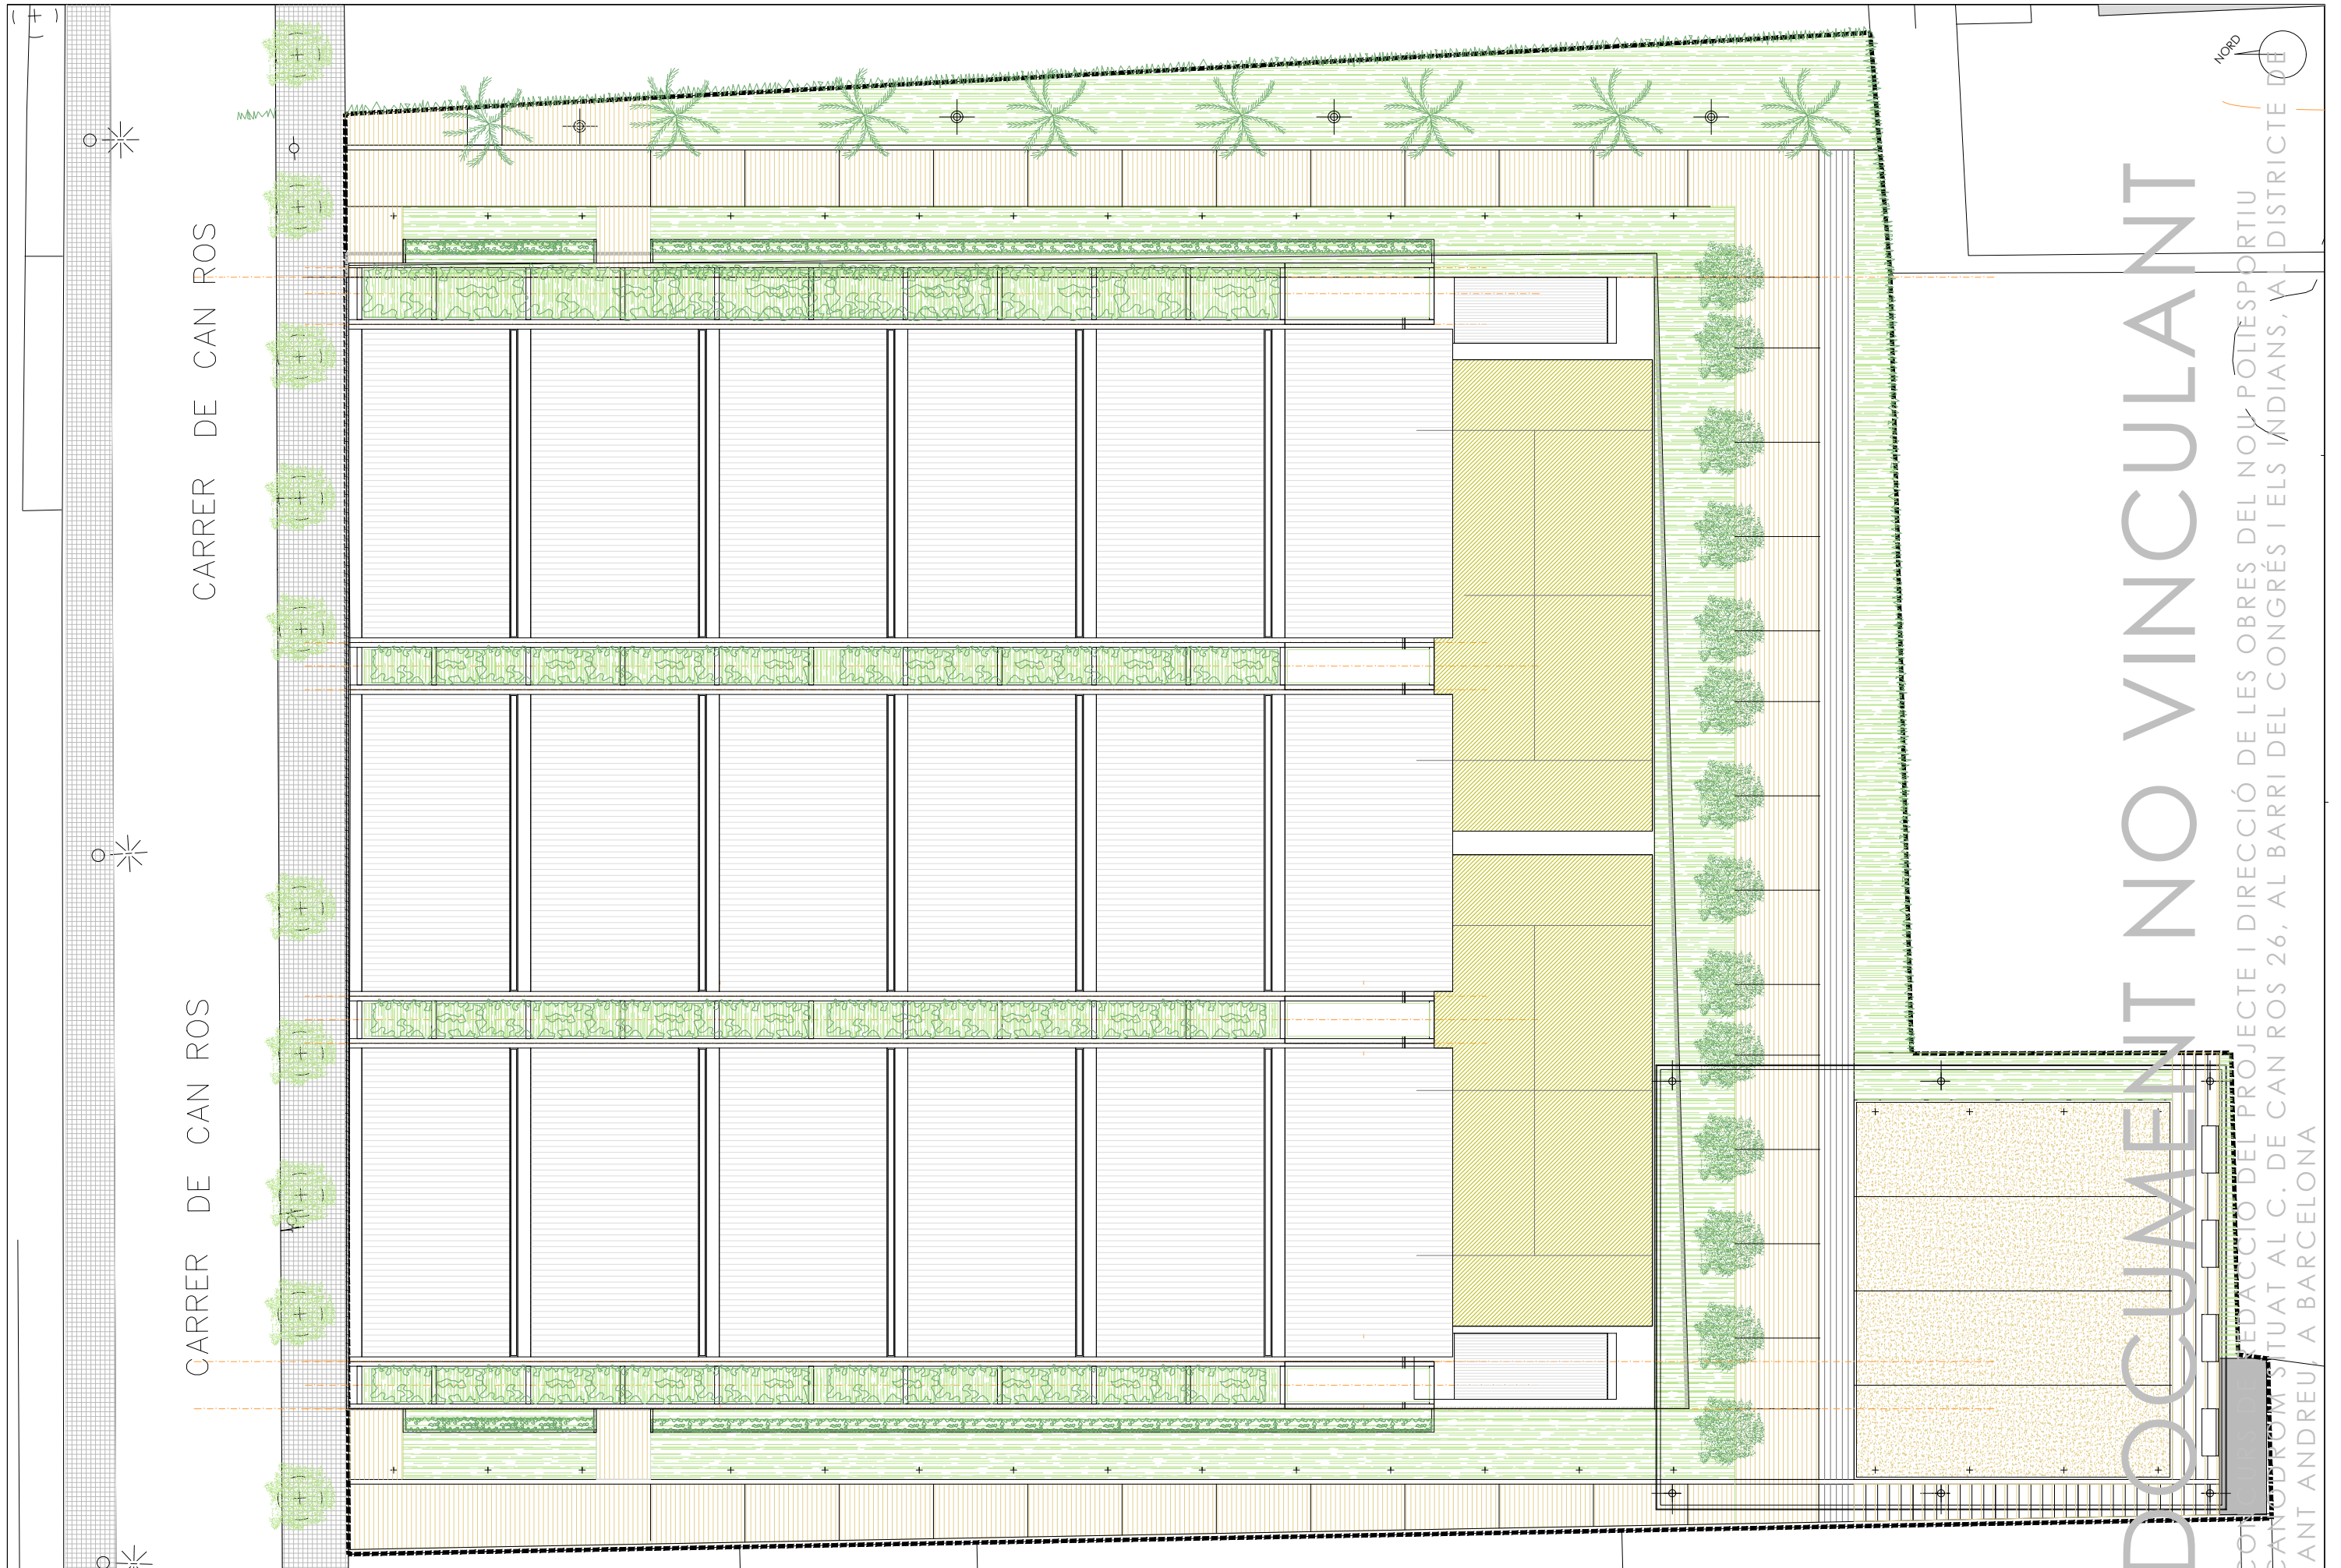 NORD
CARRER DE CAN ROS
CARRER DE CAN ROS
DOCUMENT NO VINCULANT
REDACCIÓ DEL PROJECTE I DIRECCIÓ DE LES OBRES DEL NOU POLIESPORTIU
CANÒDROM SITUAT AL C. DE CAN ROS 26, AL BARRI DEL CONGRÉS I ELS INDIANS, AL DISTRICTE DE
SANT ANDREU, A BARCELONA